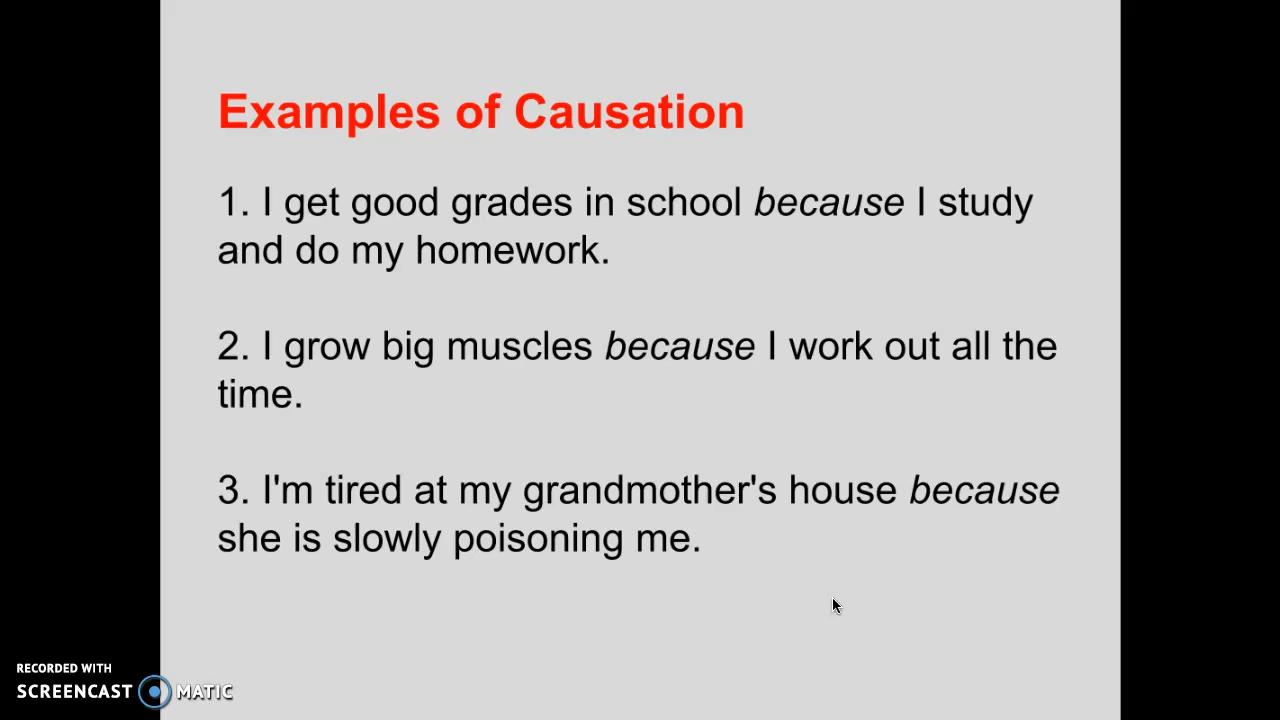 Examples of Causation
1. I get good grades in school because I study
and do my homework.
2. I grow big muscles because I work out all the
time.
3. I'm tired at my grandmother's house because
she is slowly poisoning me.
RECORDED WITH
SCREENCAST MATIC